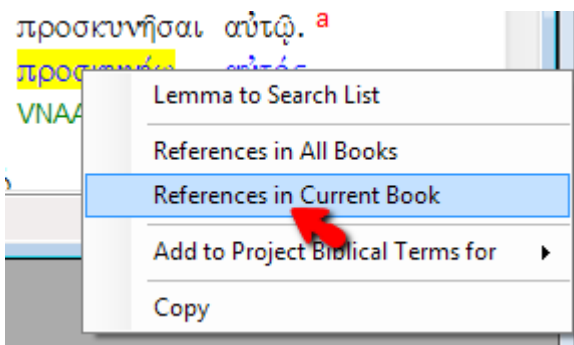 προσκυνῆσαι αὐτῷ. a
Lemma to Search List
VNAA
References in All Books
References in Current Book
Add to Project Biblical Terms for
Copy